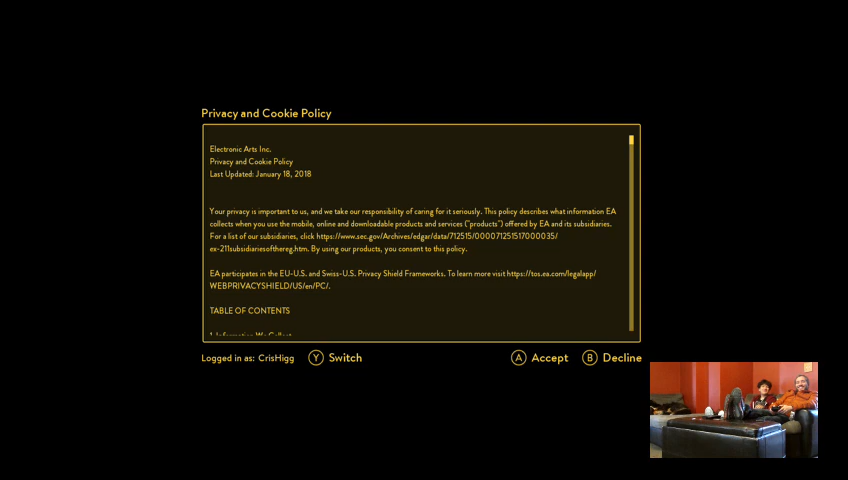 Privacy and Cookie Policy
Electronic Arts Inc.
Privacy and Cookie Policy
Last Updated: January 18, 2018
Your privacy is important to us, and we take our responsibility of caring for it seriously. This policy describes what information EA
collects when you use the mobile, online and downloadable products and services ("products") offered by EA and its subsidiaries.
For a list of our subsidiaries, click https://www.sec.gov/Archives/edgar/data/712515/000071251517000035/
ex-211subsidiariesofthereg.htm. By using our products, you consent to this policy.
EA participates in the EU-U.S. and Swiss-U.S. Privacy Shield Frameworks. To learn more visit https://tos.ea.com/legalapp/
WEBPRIVACYSHIELD/US/en/PC/.
TABLE OF CONTENTS
1. Information We Collect
Logged in as: CrisHigg Y Switch A Accept B Decline